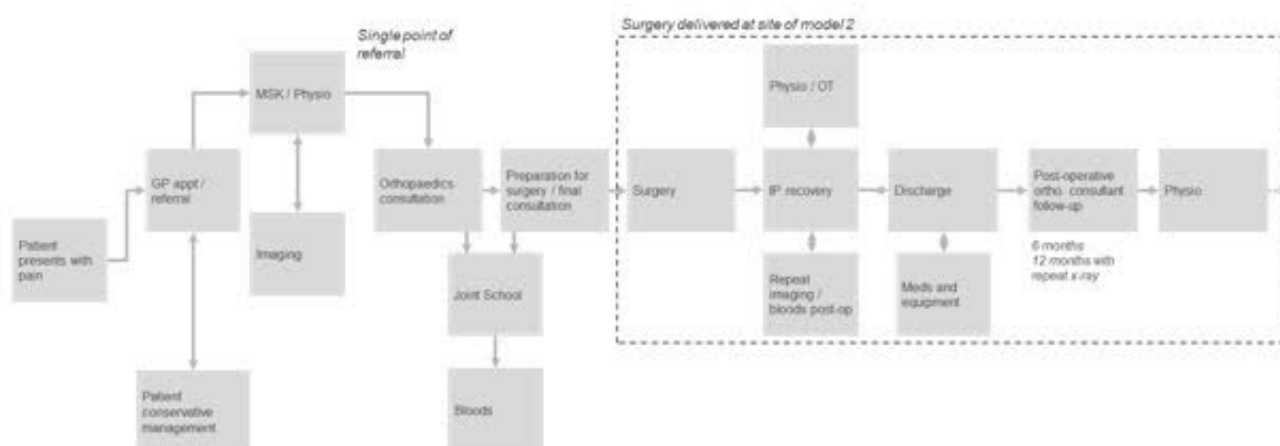 Surgery delivered at site of model 2
Single point of
referral
MSK / Physio
Physio / OT
GP appt /
referral
Orthopaedics
consultation
Preparation for
surgery / final
consultation
Surgery
IP recovery
Discharge
Post-operative
ortho. consultant
follow-up
Physio
Patient
presents with
pain
Imaging
Joint School
Repeat
imaging /
bloods post-op
Meds and
equipment
6 months
12 months with
repeat x-ray
Patient
conservative
management
Bloods